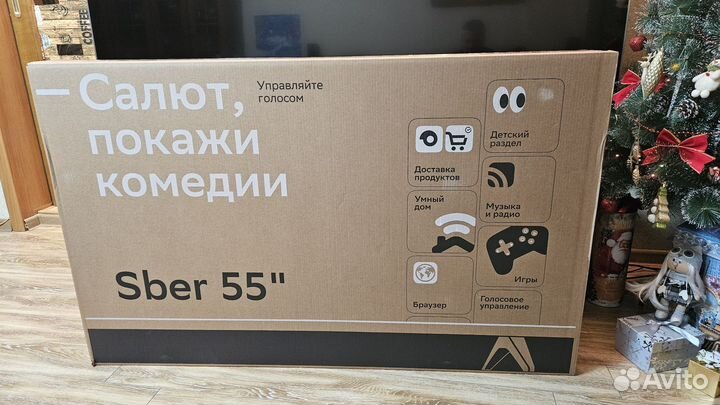 COFFEE
— Салют,
покажи
комедии
Управляйте
голосом
Детский
раздел
Доставка
продуктов
Музыка
и радио
Умный
дом
Игры
Браузер
Голосовое
управление
Sber 55"
Avito